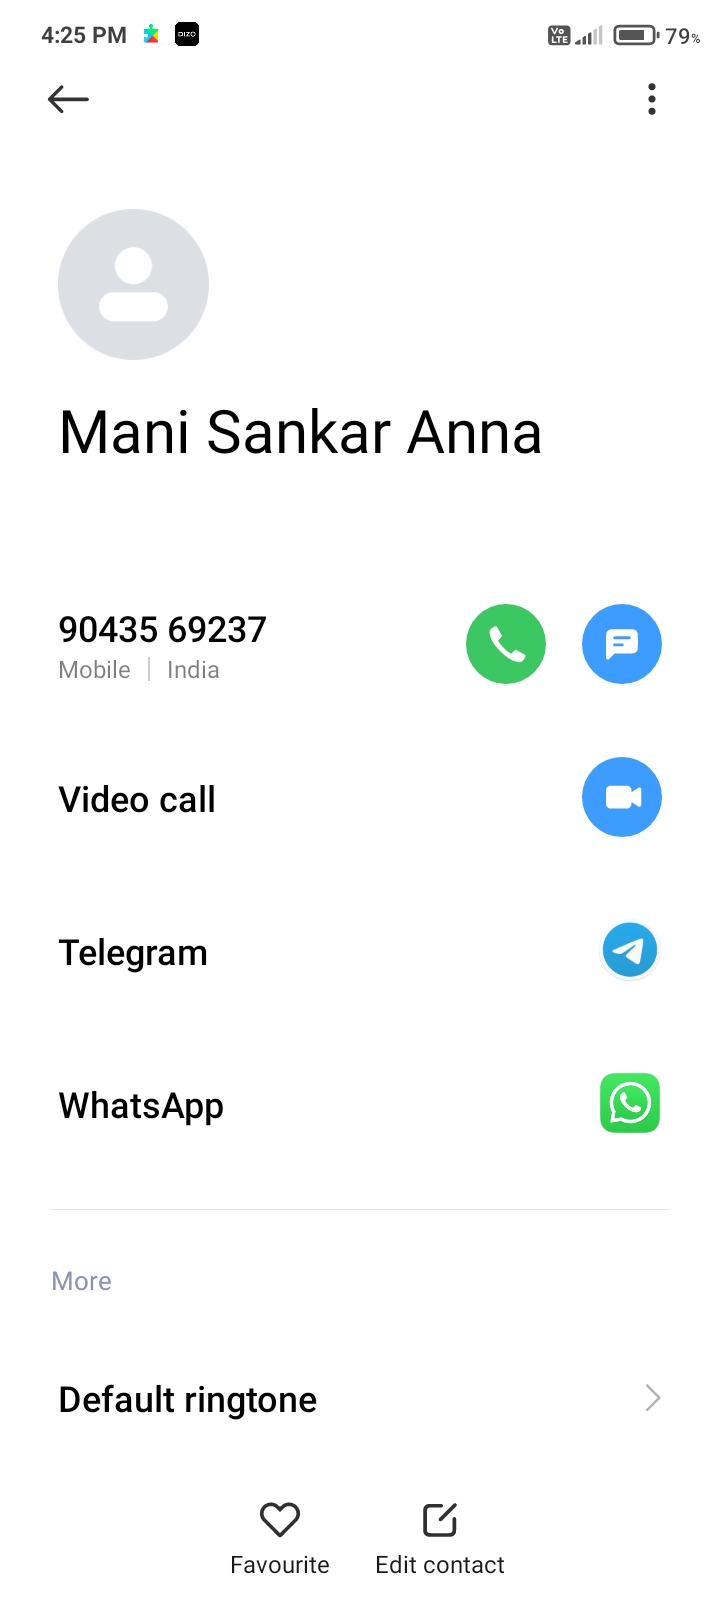 4:25 PM DIZO Vo LTE 79%
Mani Sankar Anna
90435 69237
Mobile | India
Video call
Telegram
WhatsApp
More
Default ringtone
Favourite Edit contact